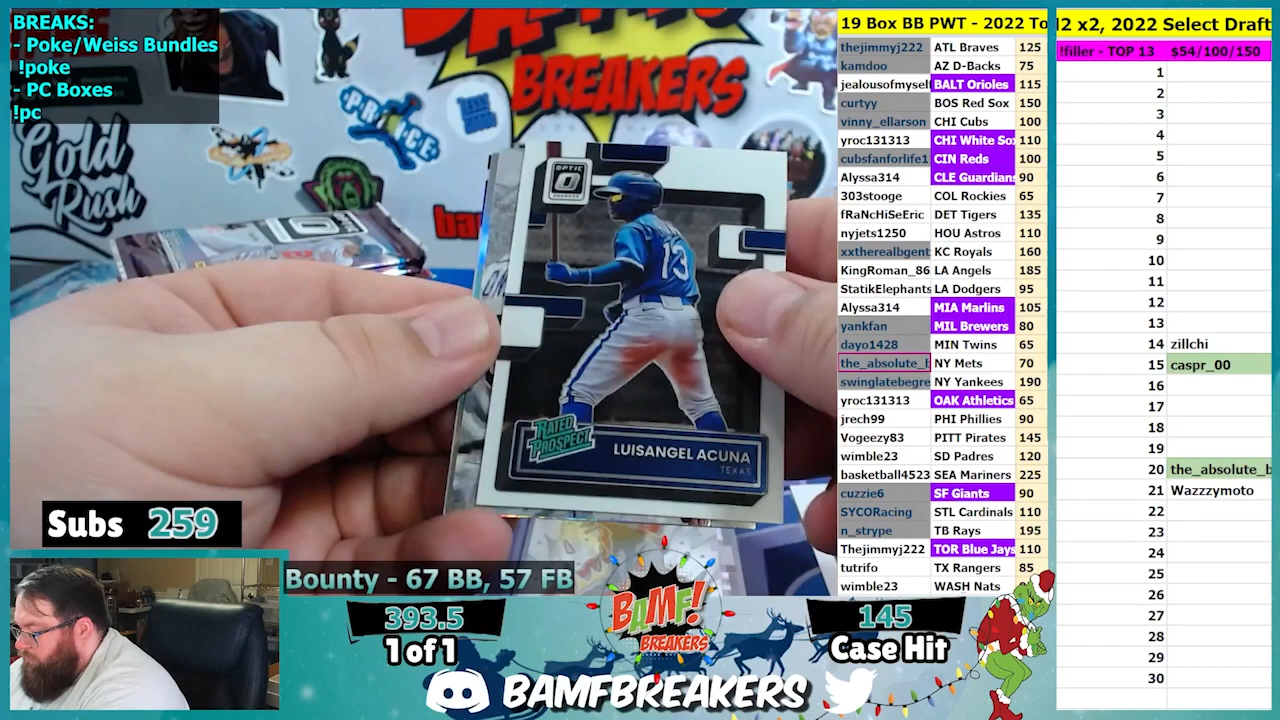 BREAKS:
- Poke/Weiss Bundles
!poke
- PC Boxes
!pc
Gold
Rush
PRINCE
BREAKERS
OPTIC
13
RATED
PROSPECT
LUISANGEL ACUNA
TEXAS
Subs 259
Bounty - 67 BB, 57 FB
393.5
1 of 1
BAMF!
BREAKERS
145
Case Hit
BAMFBREAKERS
19 Box BB PWT - 2022 To
thejimmyj222 ATL Braves 125
kamdoo AZ D-Backs 75
jealousofmysel BALT Orioles 115
curtyy BOS Red Sox 150
vinny_ellarson CHI Cubs 100
yroc131313 CHI White Sox 110
cubsfanforlife1 CIN Reds 100
Alyssa314 CLE Guardians 90
303stooge COL Rockies 65
fRaNcHiSeEric DET Tigers 135
nyjets1250 HOU Astros 110
xxtherealbgent KC Royals 160
KingRoman_86 LA Angels 185
StatikElephants LA Dodgers 95
Alyssa314 MIA Marlins 105
yankfan MIL Brewers 80
dayo1428 MIN Twins 65
the_absolute_b NY Mets 70
swinglatebegre NY Yankees 190
yroc131313 OAK Athletics 65
jrech99 PHI Phillies 90
Vogeezy83 PITT Pirates 145
wimble23 SD Padres 120
basketball4523 SEA Mariners 225
cuzzie6 SF Giants 90
SYCORacing STL Cardinals 110
n_strype TB Rays 195
Thejimmyj222 TOR Blue Jays 110
tutrifo TX Rangers 85
wimble23 WASH Nats
2 x2, 2022 Select Draft
!filler - TOP 13 $54/100/150
1
2
3
4
5
6
7
8
9
10
11
12
13
14 zillchi
15 caspr_00
16
17
18
19
20 the_absolute_b
21 Wazzzymoto
22
23
24
25
26
27
28
29
30